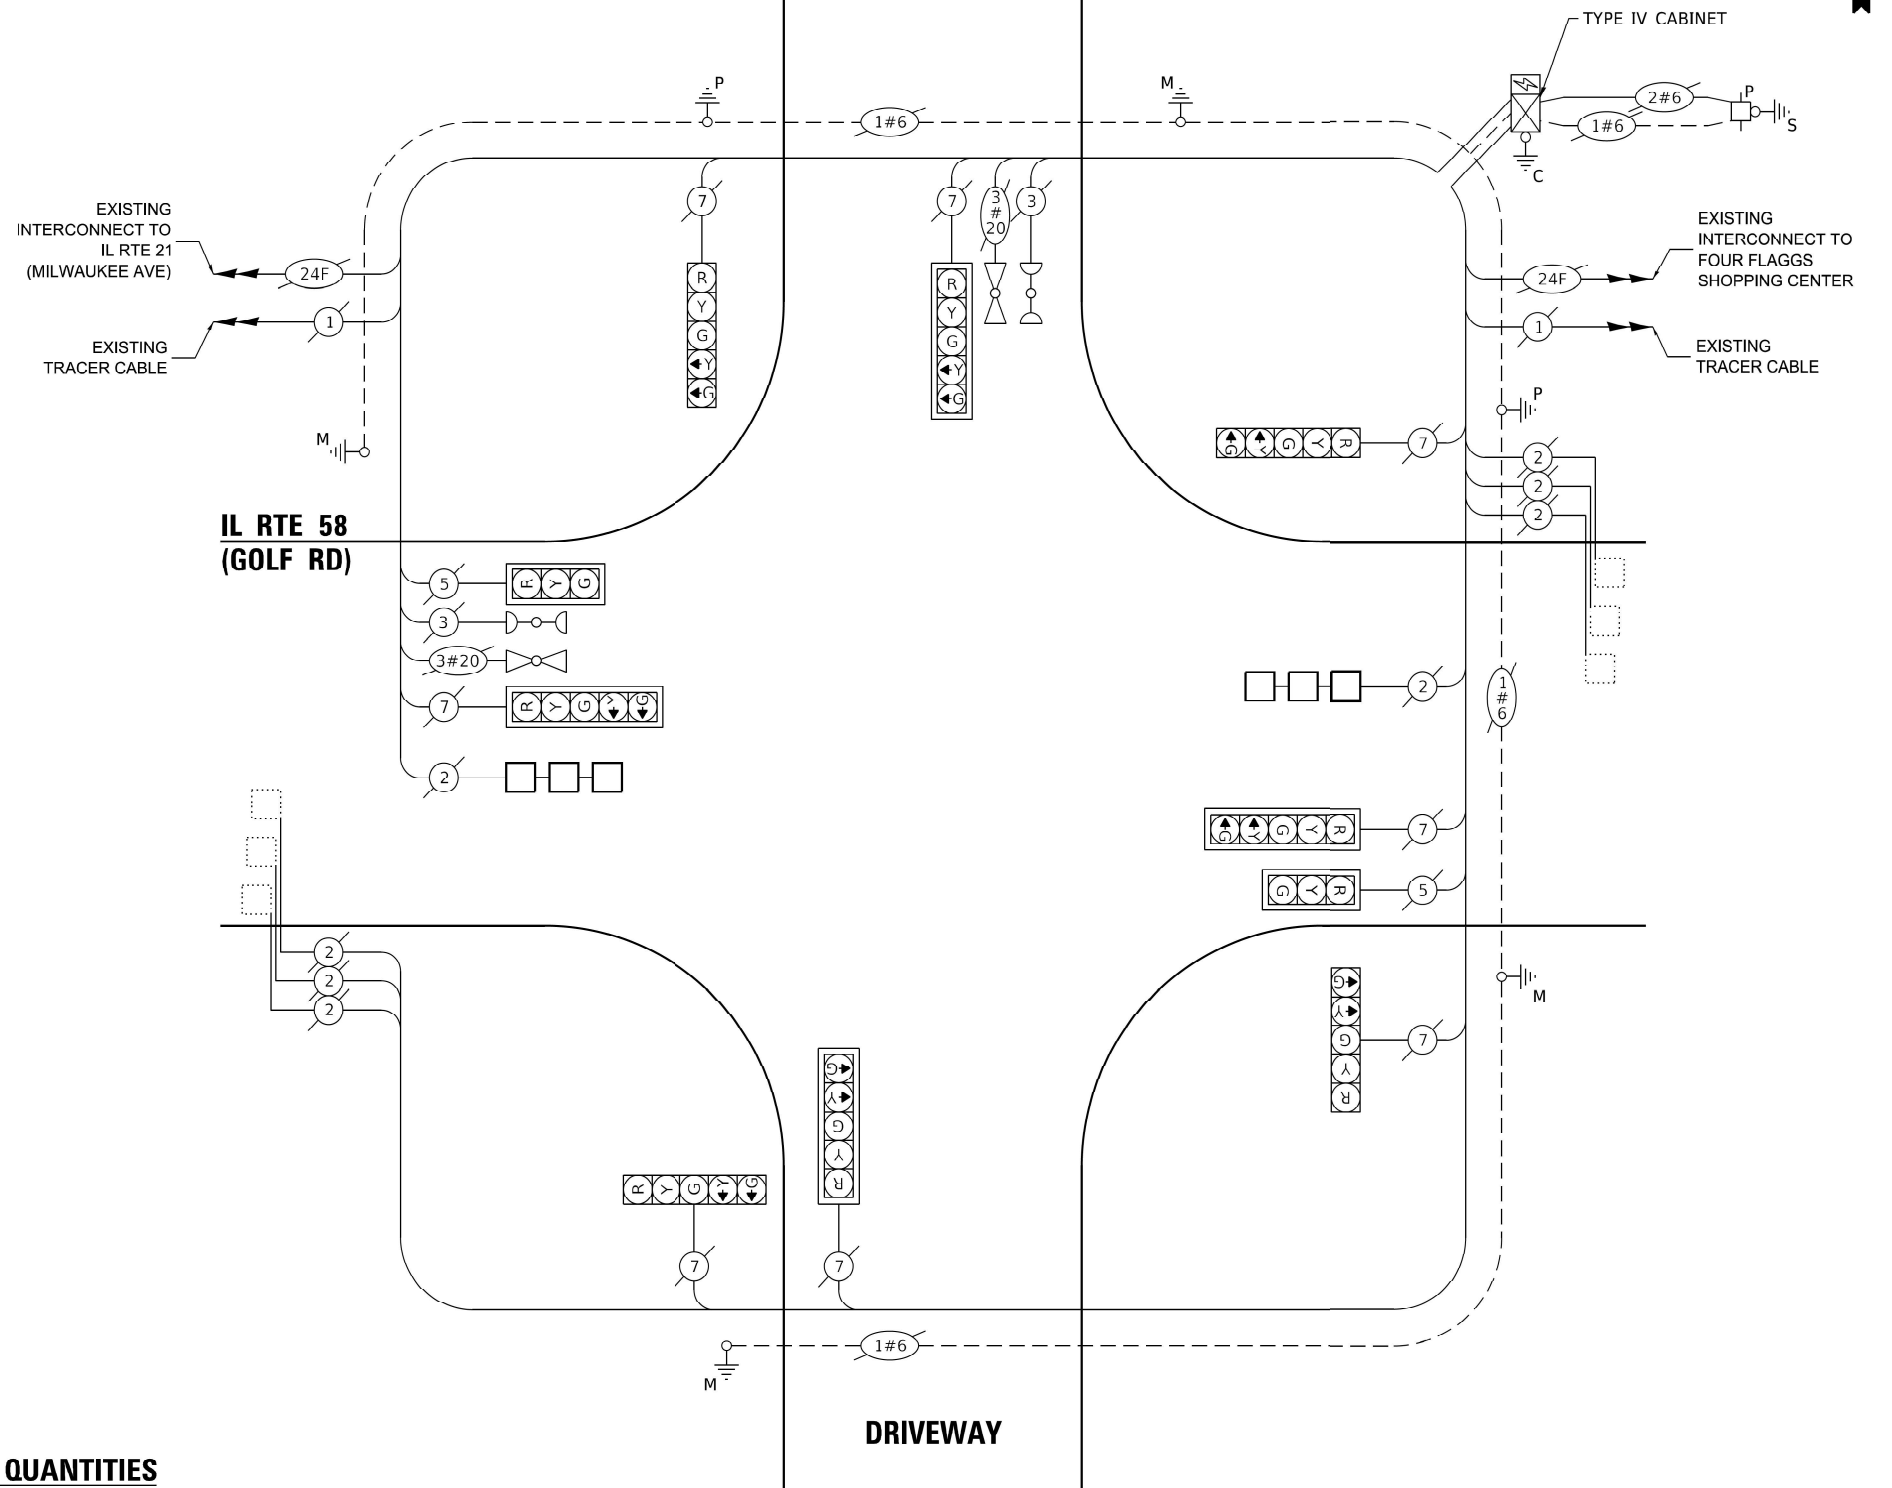 TYPE IV CABINET
P
M
1#6
2#6
P
1#6
S
C
EXISTING
INTERCONNECT TO
IL RTE 21
(MILWAUKEE AVE)
24F
1
EXISTING
TRACER CABLE
7
R
Y
G
Y
G
7
3
#
20
3
R
Y
G
Y
G
EXISTING
INTERCONNECT TO
FOUR FLAGGS
SHOPPING CENTER
24F
1
EXISTING
TRACER CABLE
P
M
G Y G Y R
7
2
2
2
IL RTE 58
(GOLF RD)
5
R Y G
3
3#20
7
R Y G Y G
2
2
1
#
6
G Y G Y R
7
G Y R
5
2
2
2
G
Y
G
Y
R
7
M
G
Y
G
Y
R
R Y G Y G
7
7
1#6
M
DRIVEWAY
QUANTITIES